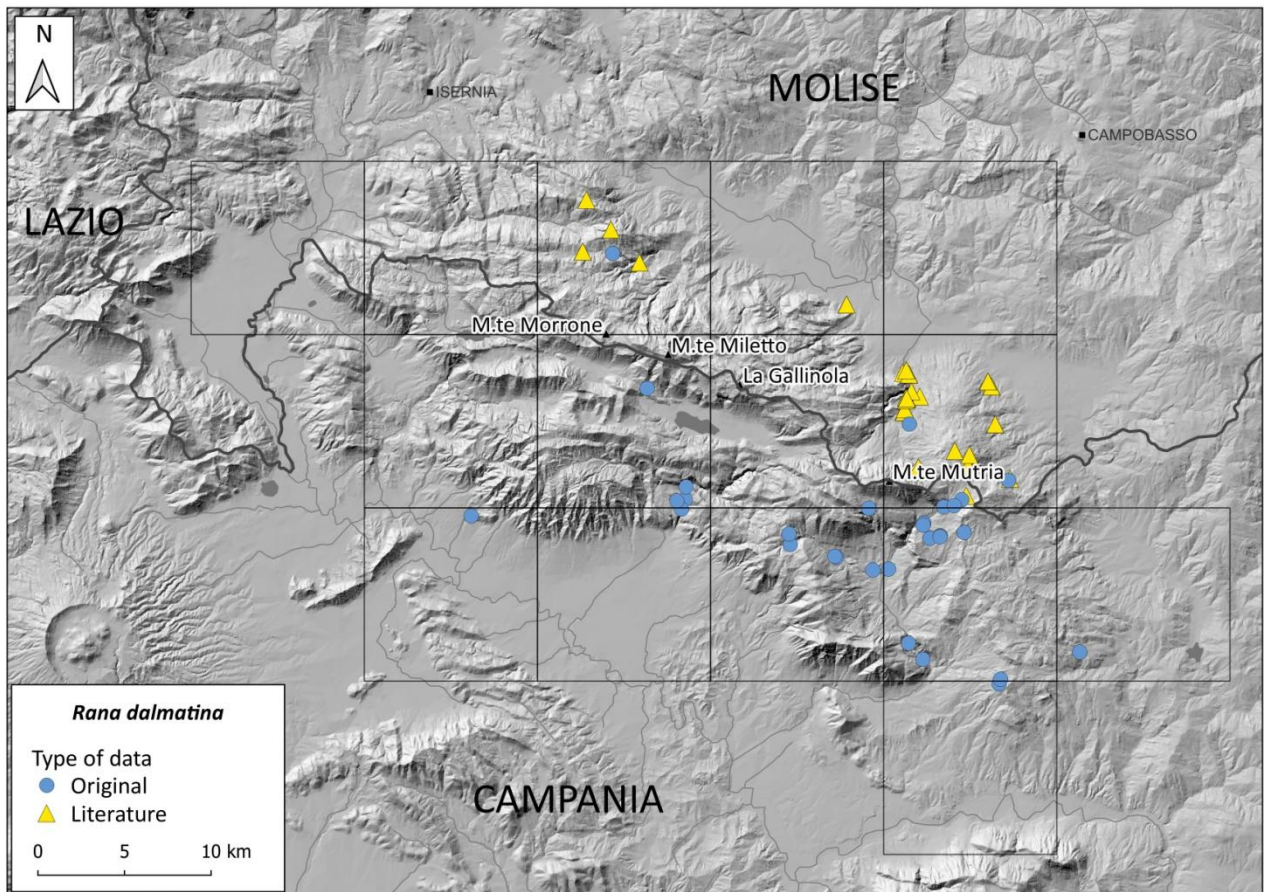 N
MOLISE
ISERNIA
CAMPOBASSO
LAZIO
M.te Morrone
M.te Miletto
La Gallinola
M.te Mutria
CAMPANIA
Rana dalmatina
Type of data
Original
Literature
0 5 10 km